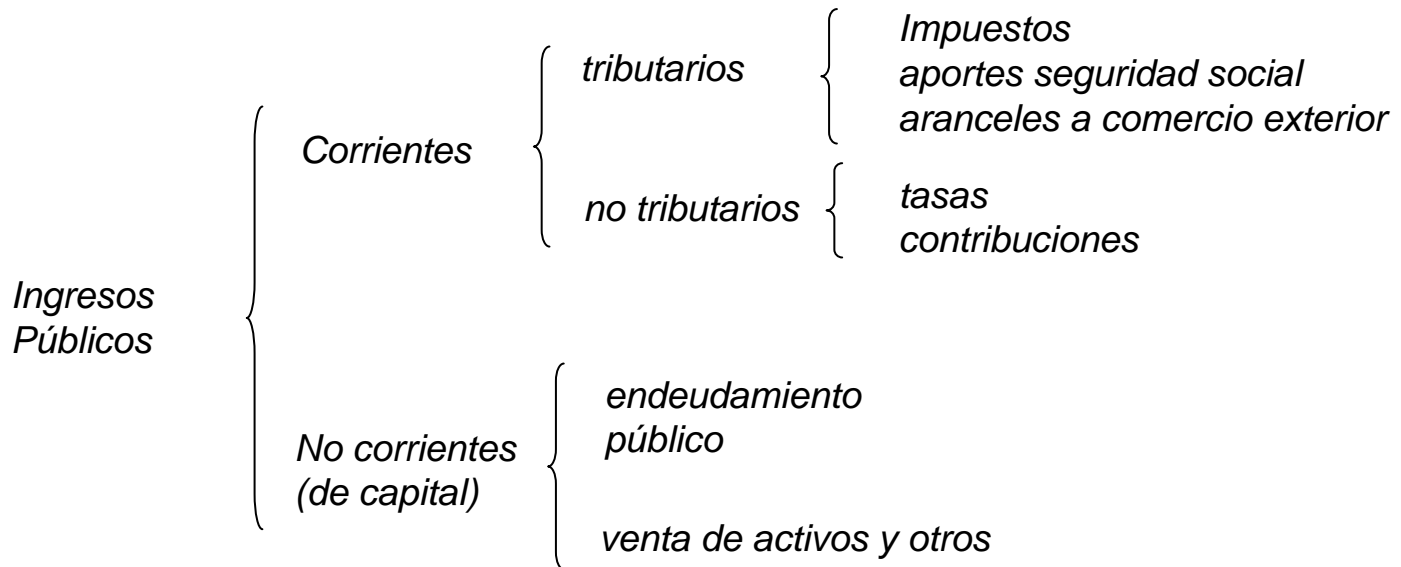 Ingresos
Públicos
Corrientes
tributarios
Impuestos
aportes seguridad social
aranceles a comercio exterior
no tributarios
tasas
contribuciones
No corrientes
(de capital)
endeudamiento
público
venta de activos y otros